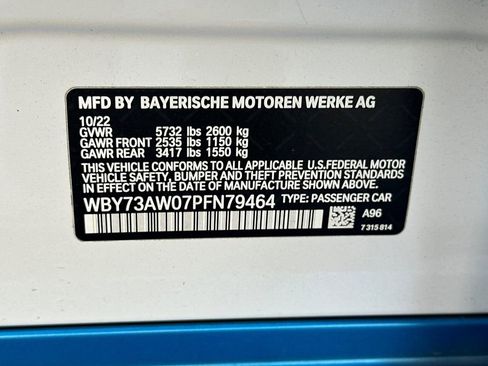 MFD BY BAYERISCHE MOTOREN WERKE AG
10/22
GVWR 5732 lbs 2600 kg
GAWR FRONT 2535 lbs 1150 kg
GAWR REAR 3417 lbs 1550 kg
THIS VEHICLE CONFORMS TO ALL APPLICABLE U.S.FEDERAL MOTOR
VEHICLE SAFETY, BUMPER AND THEFT PREVENTION STANDARDS
IN EFFECT ON THE DATE OF MANUFACTURE SHOWN ABOVE.
WBY73AW07PFN79464 TYPE: PASSENGER CAR
A96
7 315 814